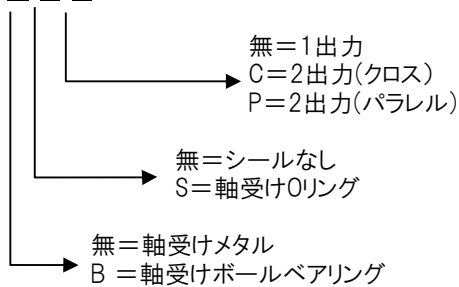 無＝1出力
C＝2出力(クロス)
P＝2出力(パラレル)
無＝シールなし
S＝軸受けOリング
無＝軸受けメタル
B ＝軸受けボールベアリング